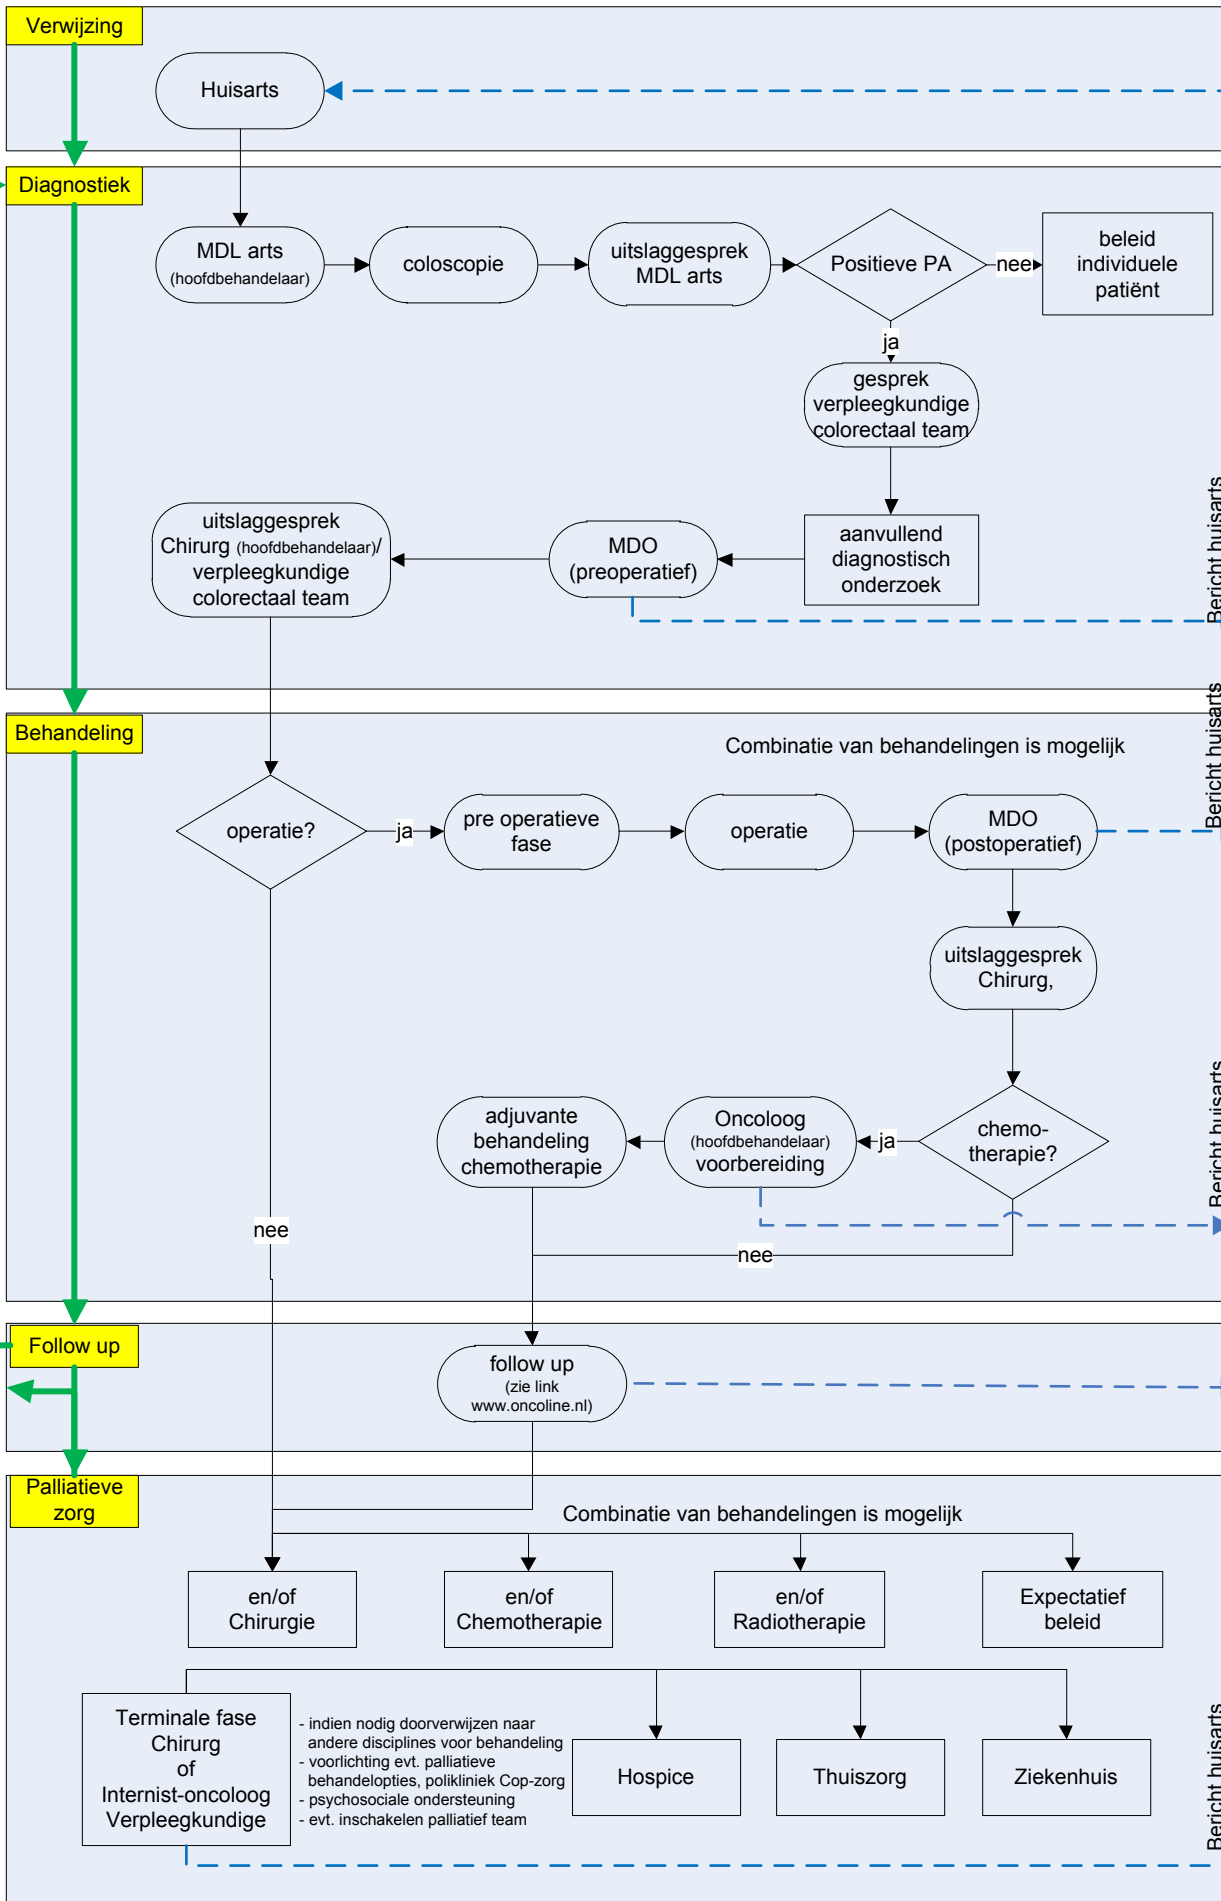 Verwijzing
Huisarts
Diagnostiek
MDL arts
(hoofdbehandelaar)
coloscopie
uitslaggesprek
MDL arts
Positieve PA
nee
beleid
individuele
patiënt
ja
gesprek
verpleegkundige
colorectaal team
aanvullend
diagnostisch
onderzoek
MDO
(preoperatief)
uitslaggesprek
Chirurg (hoofdbehandelaar)/
verpleegkundige
colorectaal team
Bericht huisarts
Behandeling
Combinatie van behandelingen is mogelijk
operatie?
ja
pre operatieve
fase
operatie
MDO
(postoperatief)
Bericht huisarts
uitslaggesprek
Chirurg,
chemo-
therapie?
ja
Oncoloog
(hoofdbehandelaar)
voorbereiding
adjuvante
behandeling
chemotherapie
Bericht huisarts
nee
nee
Follow up
follow up
(zie link
www.oncoline.nl)
Palliatieve
zorg
Combinatie van behandelingen is mogelijk
en/of
Chirurgie
en/of
Chemotherapie
en/of
Radiotherapie
Expectatief
beleid
Terminale fase
Chirurg
of
Internist-oncoloog
Verpleegkundige
- indien nodig doorverwijzen naar
andere disciplines voor behandeling
- voorlichting evt. palliatieve
behandelopties, polikliniek Cop-zorg
- psychosociale ondersteuning
- evt. inschakelen palliatief team
Hospice
Thuiszorg
Ziekenhuis
Bericht huisarts